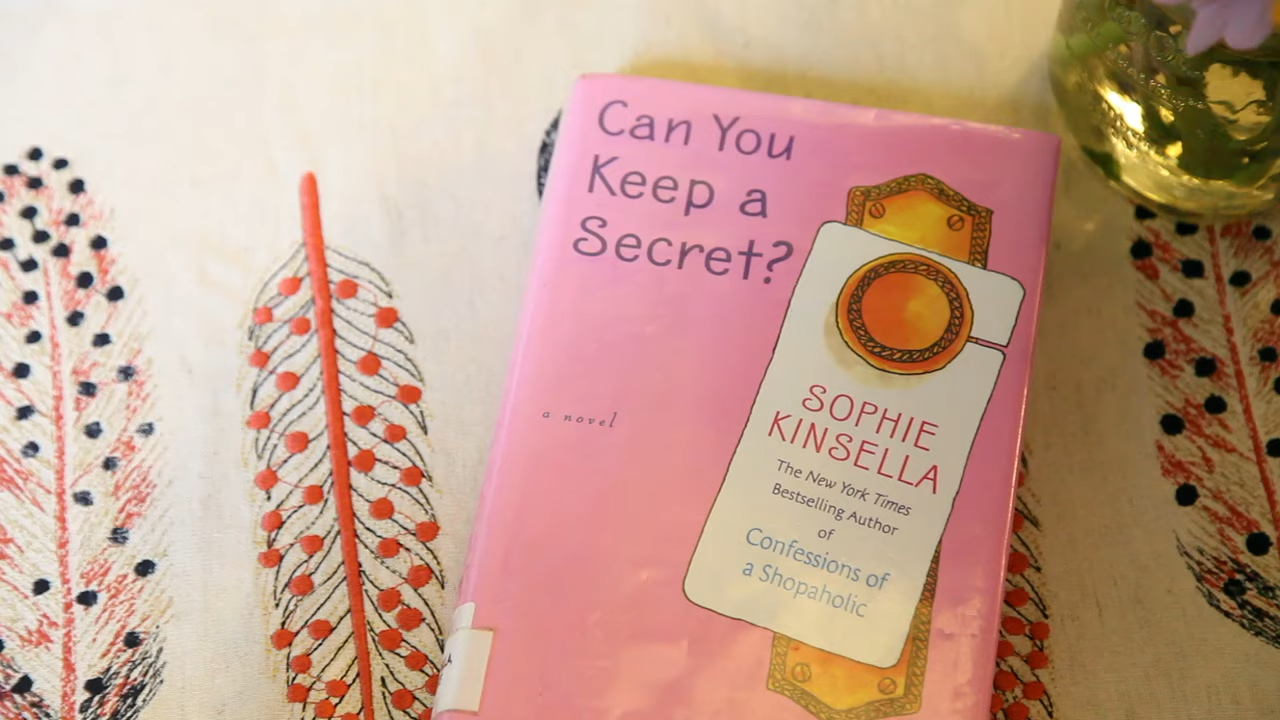 Can You
Keep a
Secret?
a novel
SOPHIE
KINSELLA
The New York Times
Bestselling Author
of
Confessions of
a Shopaholic